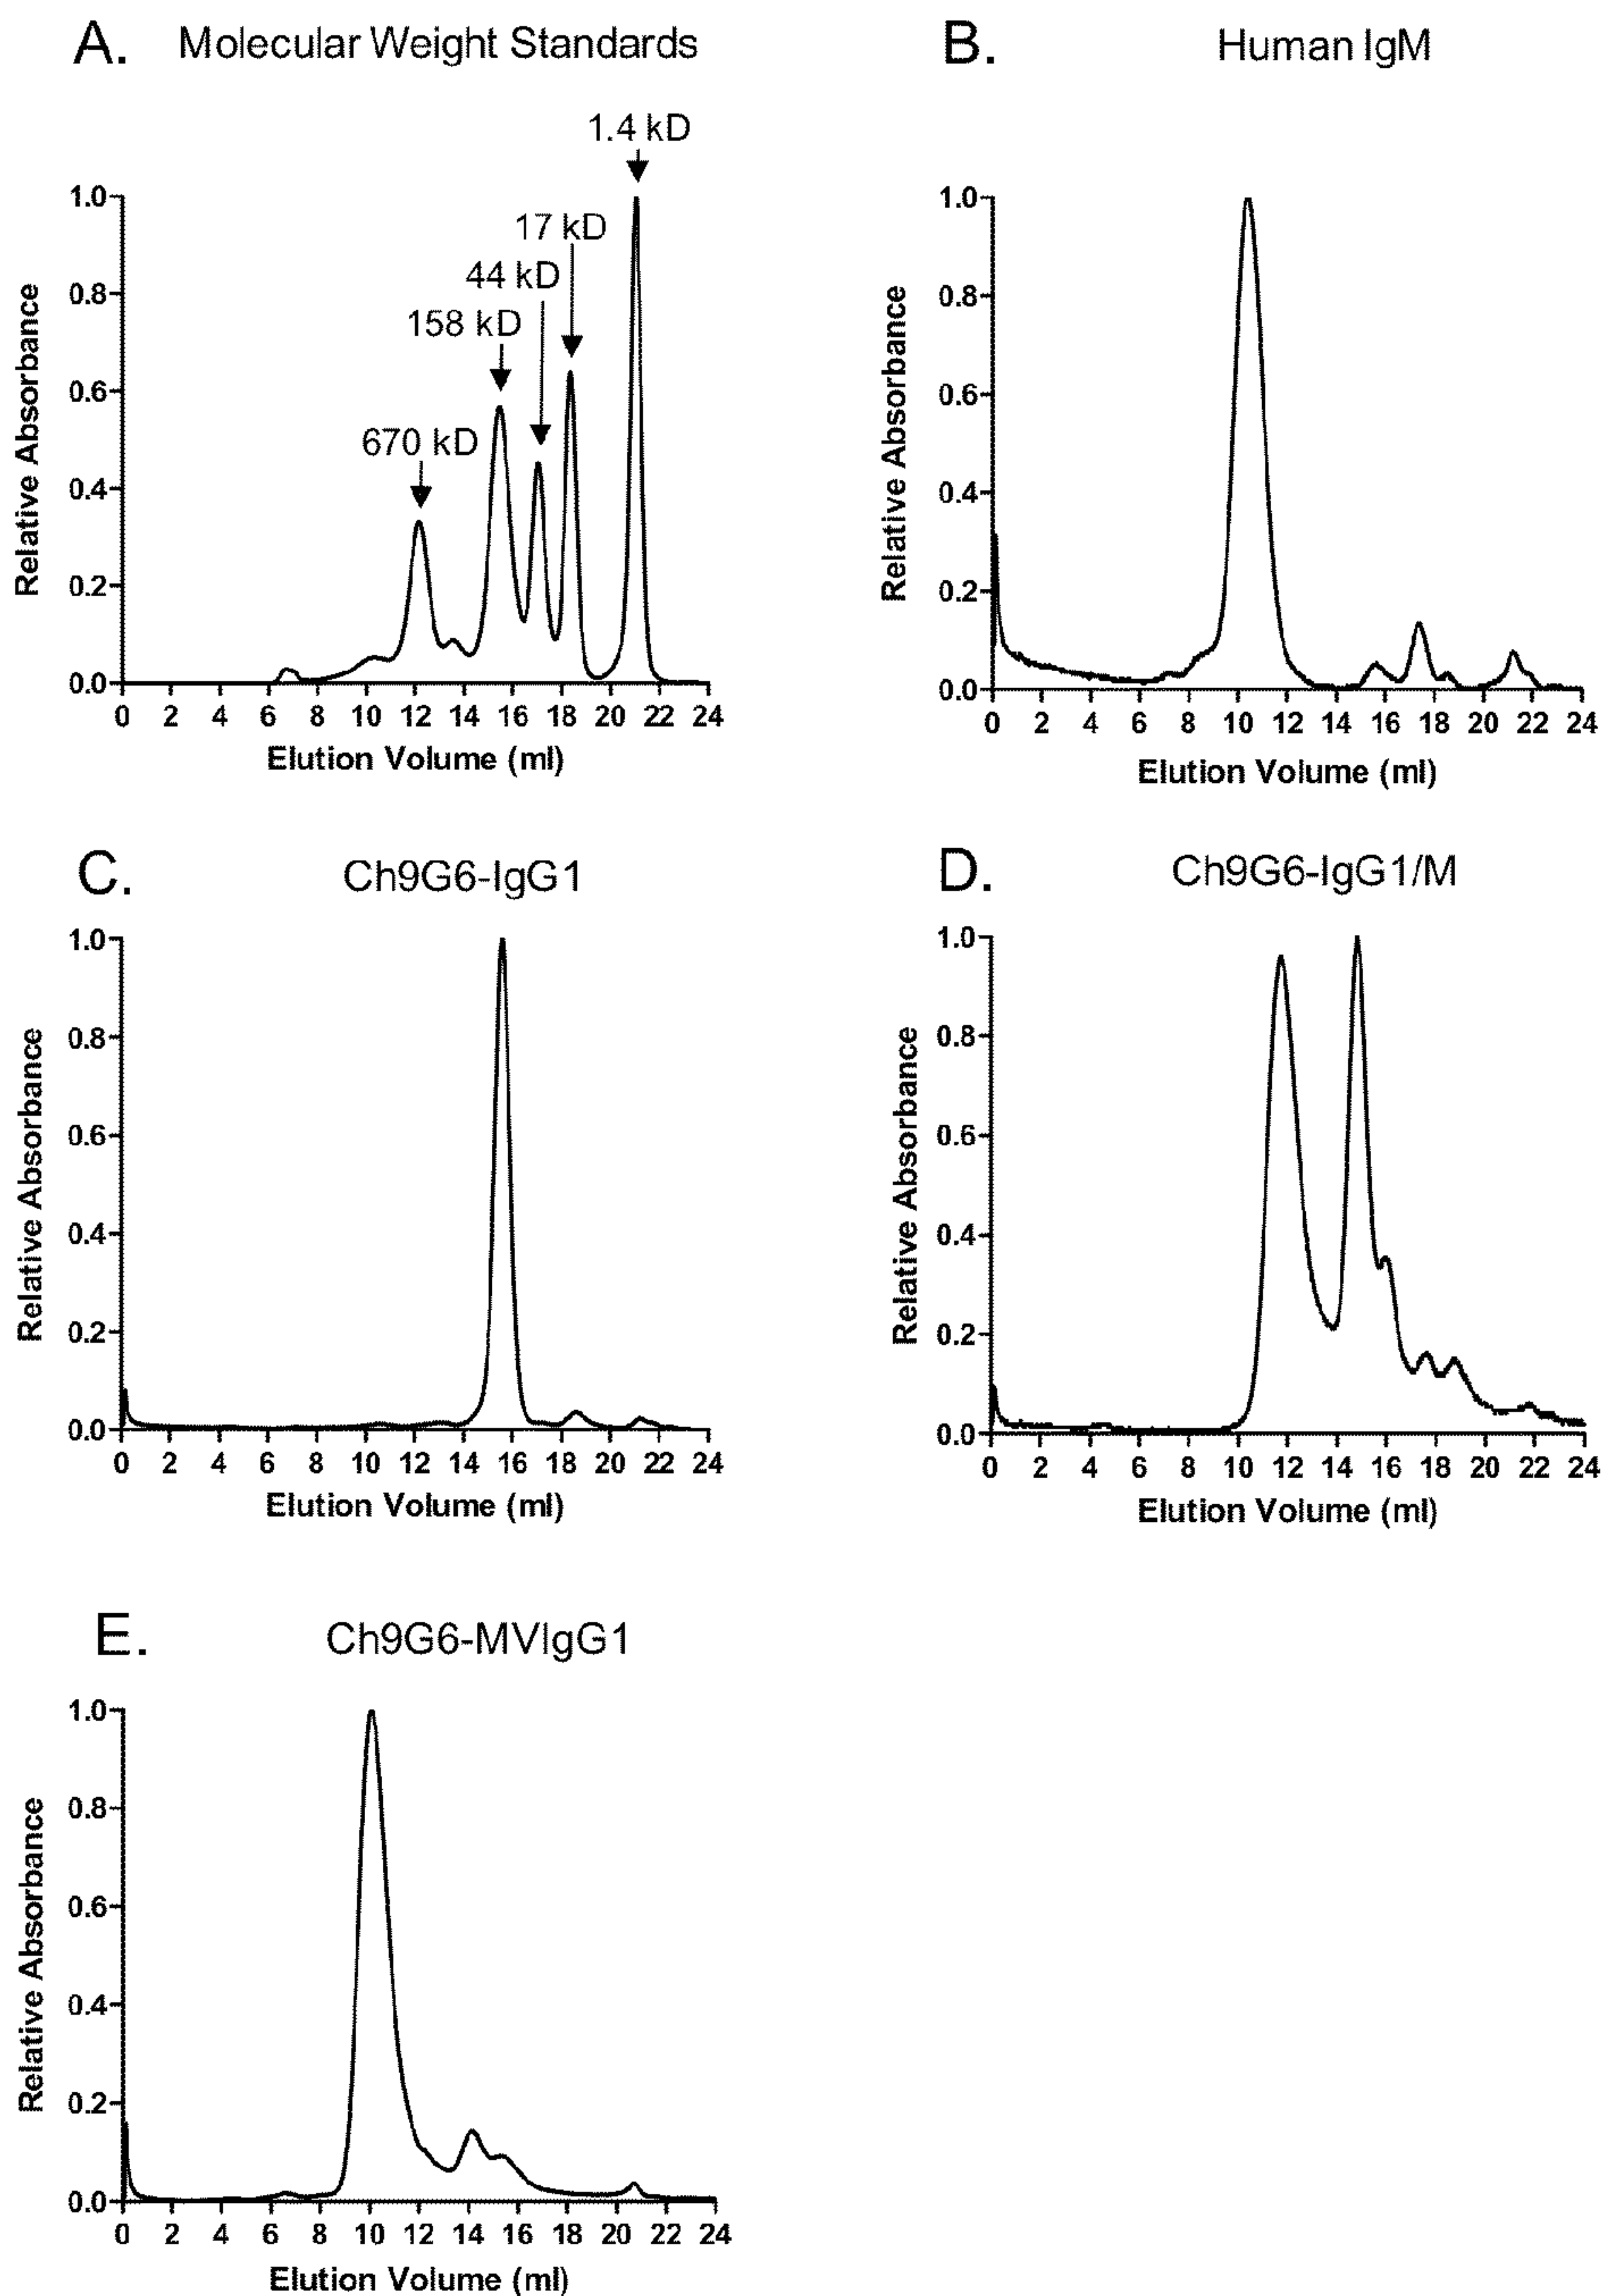 A. Molecular Weight Standards
1.4 kD
17 kD
44 kD
158 kD
670 kD
Relative Absorbance
1.0
0.8
0.6
0.4
0.2
0.0
0 2 4 6 8 10 12 14 16 18 20 22 24
Elution Volume (ml)
B. Human IgM
Relative Absorbance
1.0
0.8
0.6
0.4
0.2
0.0
0 2 4 6 8 10 12 14 16 18 20 22 24
Elution Volume (ml)
C. Ch9G6-IgG1
Relative Absorbance
1.0
0.8
0.6
0.4
0.2
0.0
0 2 4 6 8 10 12 14 16 18 20 22 24
Elution Volume (ml)
D. Ch9G6-IgG1/M
Relative Absorbance
1.0
0.8
0.6
0.4
0.2
0.0
0 2 4 6 8 10 12 14 16 18 20 22 24
Elution Volume (ml)
E. Ch9G6-MVIgG1
Relative Absorbance
1.0
0.8
0.6
0.4
0.2
0.0
0 2 4 6 8 10 12 14 16 18 20 22 24
Elution Volume (ml)